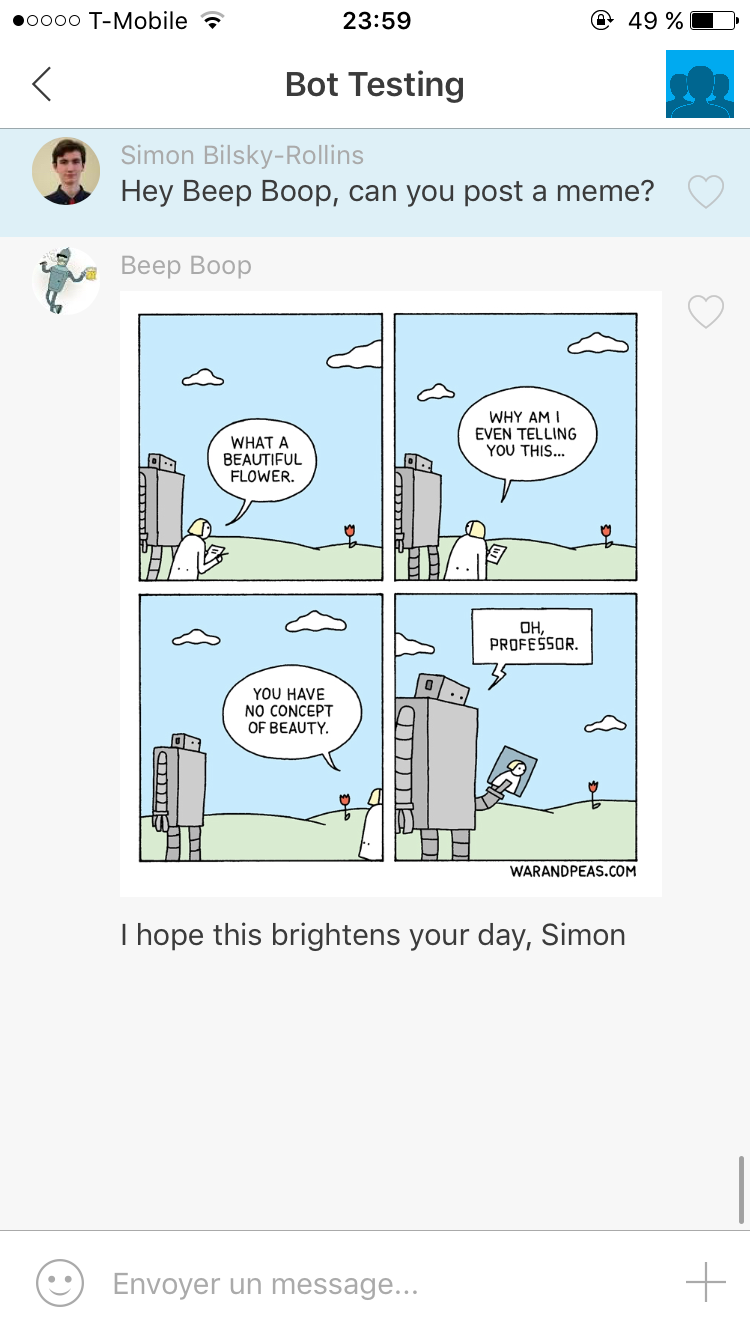 T-Mobile 23:59 49 %
Bot Testing
Simon Bilsky-Rollins
Hey Beep Boop, can you post a meme?
Beep Boop
WHAT A
BEAUTIFUL
FLOWER.
WHY AM I
EVEN TELLING
YOU THIS...
YOU HAVE
NO CONCEPT
OF BEAUTY.
OH,
PROFESSOR.
WARANDPEAS.COM
I hope this brightens your day, Simon
Envoyer un message...